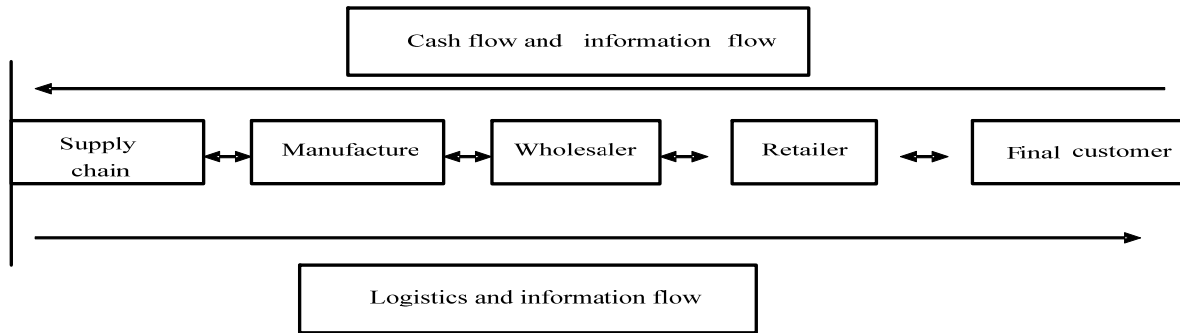 Cash flow and information flow
Supply
chain
Manufacture
Wholesaler
Retailer
Final customer
Logistics and information flow